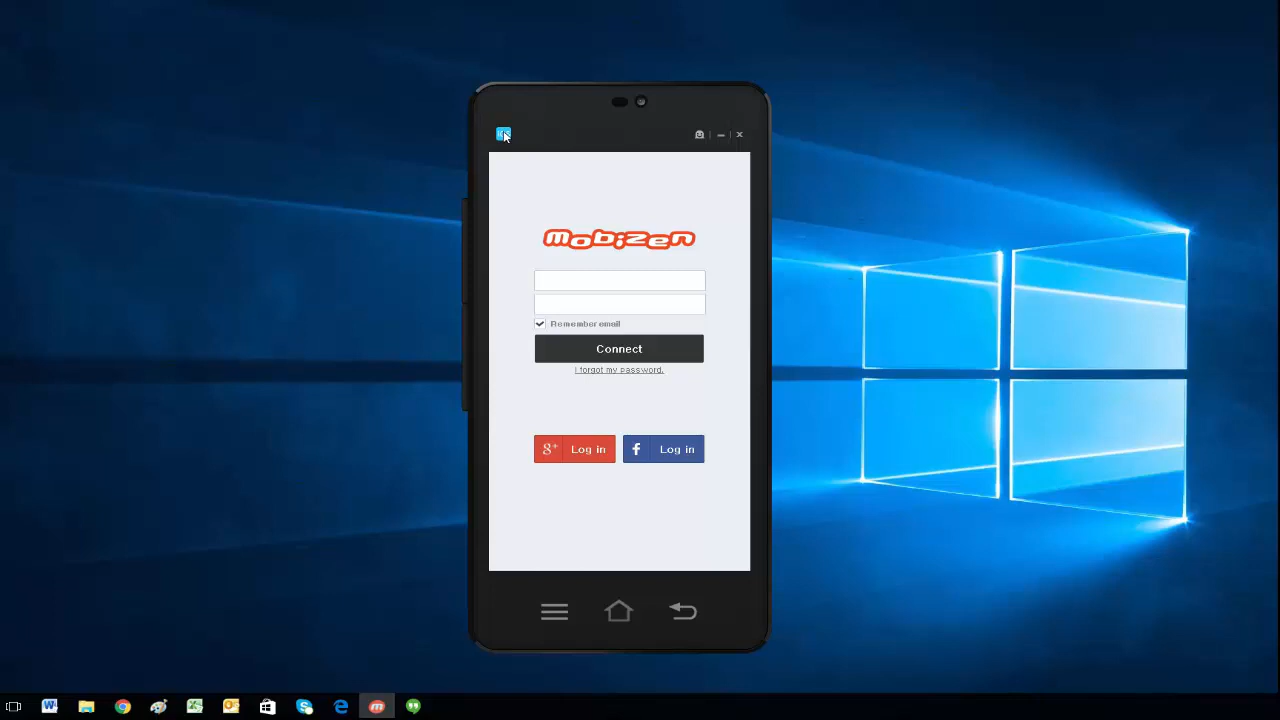 mobizen
Remember email
Connect
I forgot my password.
g+ Log in
f Log in